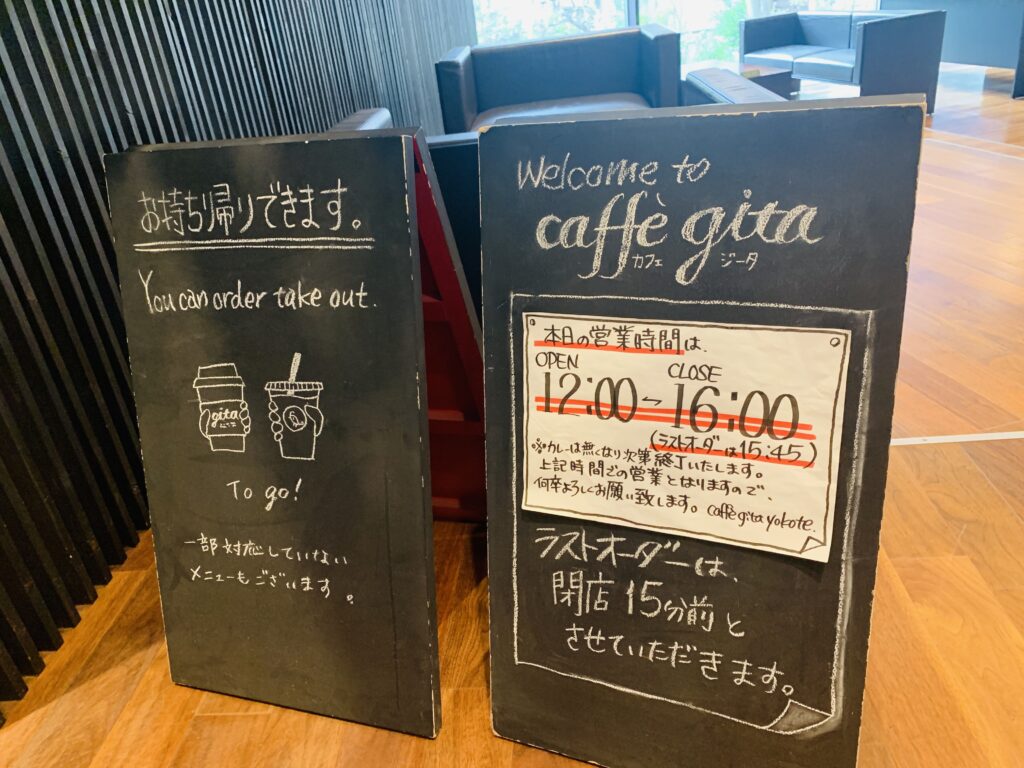 お持ち帰りできます。
You can order take out.
gita
To go!
一部対応していない
メニューもございます。
Welcome to
caffè gita
カフェ ジータ
本日の営業時間は、
OPEN CLOSE
12:00~16:00
(ラストオーダーは15:45)
※カレーは無くなり次第終了いたします。
上記時間での営業となりますので、
何卒よろしくお願い致します。caffè gita yokote.
ラストオーダーは、
閉店15分前と
させていただきます。